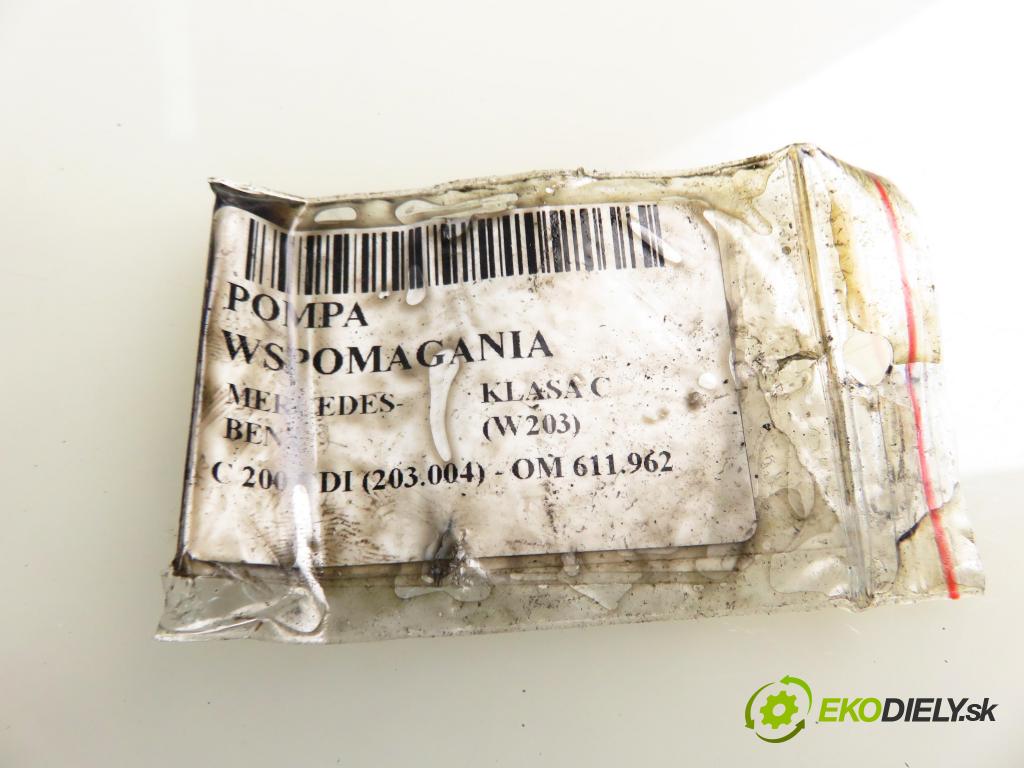 POMPA
WSPOMAGANIA
MERCEDES- KLASA C
BENZ (W203)
C 200 CDI (203.004) - OM 611.962
EKODIELY.sk